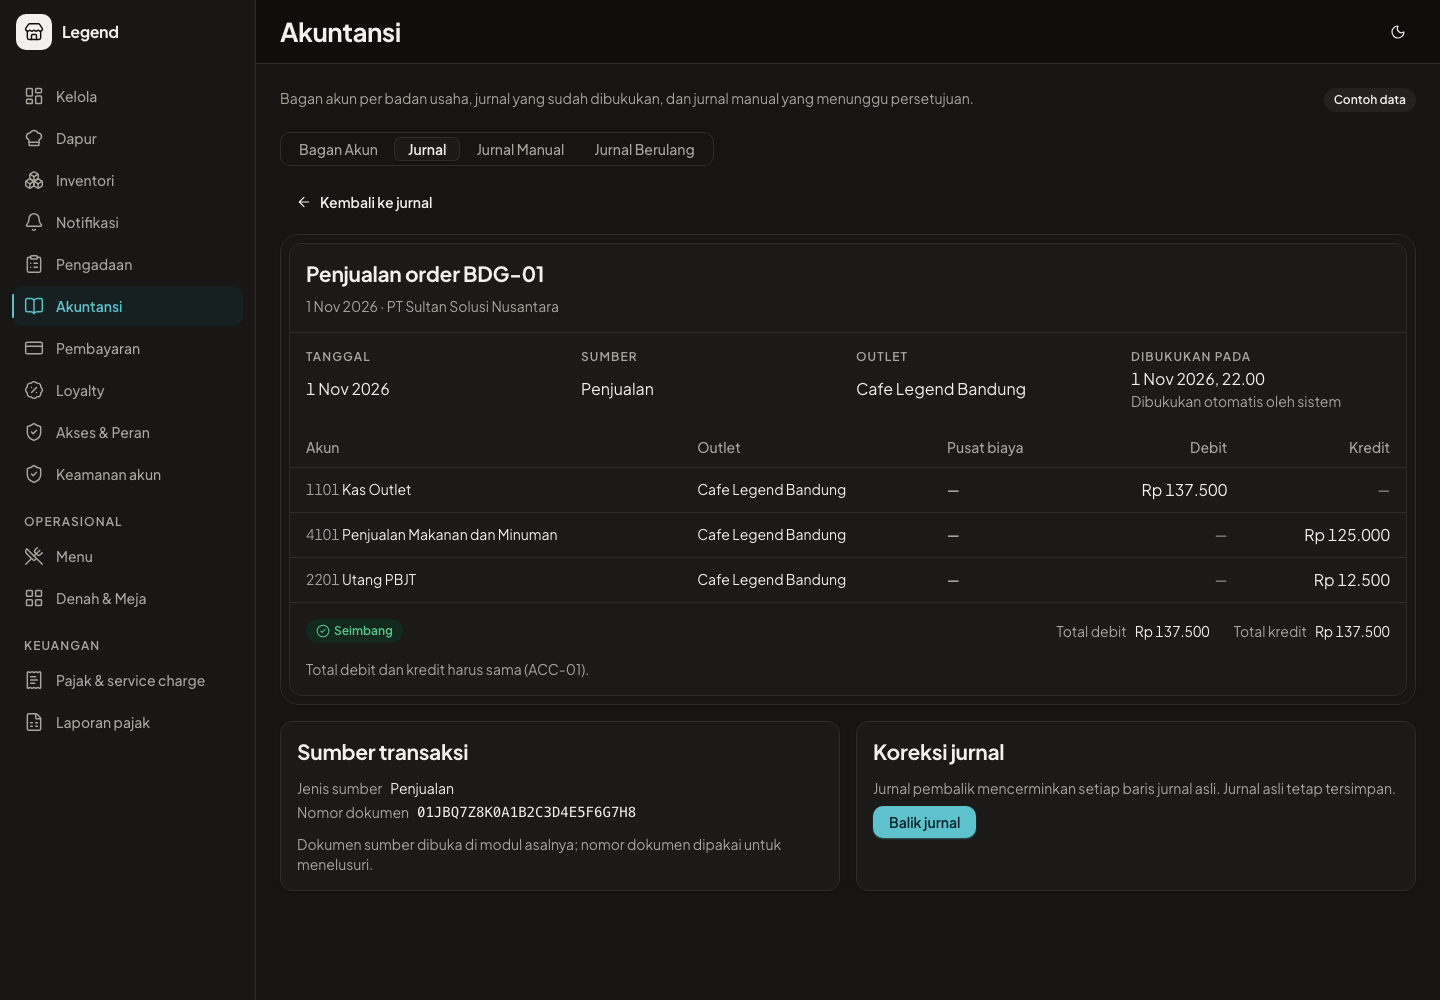 Legend
Akuntansi
Kelola
Dapur
Inventori
Notifikasi
Pengadaan
Akuntansi
Pembayaran
Loyalty
Akses & Peran
Keamanan akun
OPERASIONAL
Menu
Denah & Meja
KEUANGAN
Pajak & service charge
Laporan pajak
Bagan akun per badan usaha, jurnal yang sudah dibukukan, dan jurnal manual yang menunggu persetujuan.
Contoh data
Bagan Akun Jurnal Jurnal Manual Jurnal Berulang
Kembali ke jurnal
Penjualan order BDG-01
1 Nov 2026 · PT Sultan Solusi Nusantara
TANGGAL SUMBER OUTLET DIBUKUKAN PADA
1 Nov 2026 Penjualan Cafe Legend Bandung 1 Nov 2026, 22.00
Dibukukan otomatis oleh sistem
Akun Outlet Pusat biaya Debit Kredit
1101 Kas Outlet Cafe Legend Bandung — Rp 137.500 —
4101 Penjualan Makanan dan Minuman Cafe Legend Bandung — — Rp 125.000
2201 Utang PBJT Cafe Legend Bandung — — Rp 12.500
Seimbang Total debit Rp 137.500 Total kredit Rp 137.500
Total debit dan kredit harus sama (ACC-01).
Sumber transaksi
Jenis sumber Penjualan
Nomor dokumen 01JBQ7Z8K0A1B2C3D4E5F6G7H8
Dokumen sumber dibuka di modul asalnya; nomor dokumen dipakai untuk
menelusuri.
Koreksi jurnal
Jurnal pembalik mencerminkan setiap baris jurnal asli. Jurnal asli tetap tersimpan.
Balik jurnal